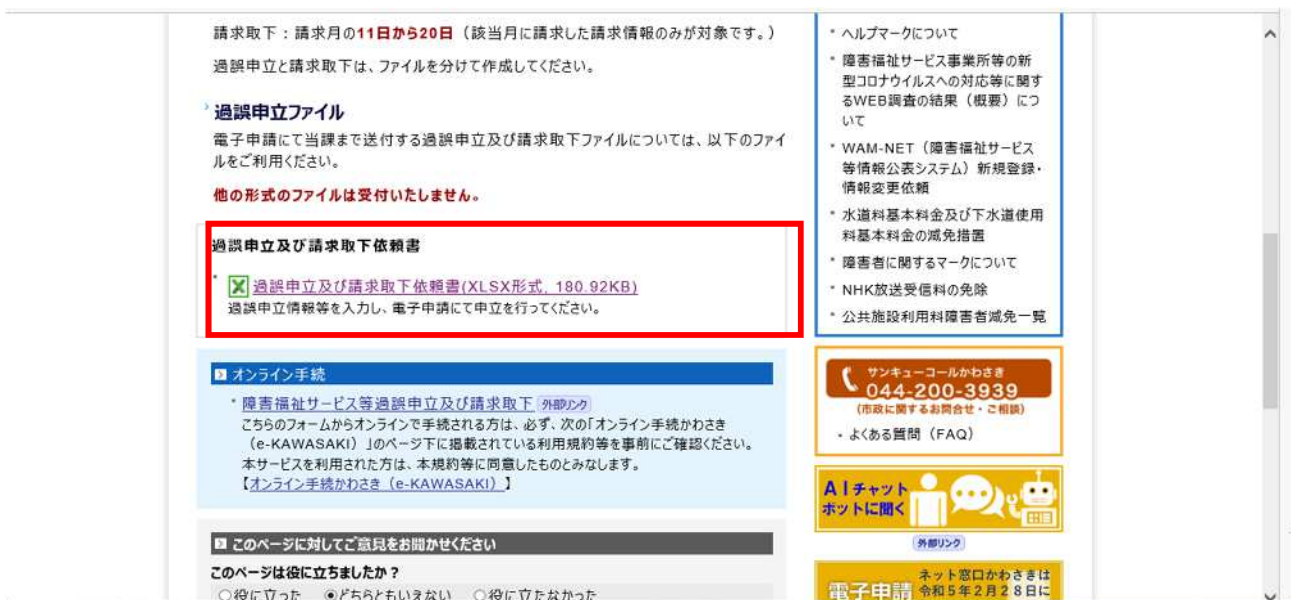 請求取下：請求月の11日から20日（該当月に請求した請求情報のみが対象です。）
過誤申立と請求取下は、ファイルを分けて作成してください。
過誤申立ファイル
電子申請にて当課まで送付する過誤申立及び請求取下ファイルについては、以下のファイ
ルをご利用ください。
他の形式のファイルは受付いたしません。
過誤申立及び請求取下依頼書
過誤申立及び請求取下依頼書(XLSX形式, 180.92KB)
過誤申立情報等を入力し、電子申請にて申立を行ってください。
オンライン手続
障害福祉サービス等過誤申立及び請求取下 外部リンク
こちらのフォームからオンラインで手続される方は、必ず、次の「オンライン手続かわさき
（e-KAWASAKI）」のページ下に掲載されている利用規約等を事前にご確認ください。
本サービスを利用された方は、本規約等に同意したものとみなします。
【オンライン手続かわさき（e-KAWASAKI）】
このページに対してご意見をお聞かせください
このページは役に立ちましたか？
○役に立った ◉どちらともいえない ○役に立たなかった
・ヘルプマークについて
・障害福祉サービス事業所等の新
型コロナウイルスへの対応等に関す
るWEB調査の結果（概要）につ
いて
・WAM-NET（障害福祉サービス
等情報公表システム）新規登録・
情報変更依頼
・水道料基本料金及び下水道使用
料基本料金の減免措置
・障害者に関するマークについて
・NHK放送受信料の免除
・公共施設利用料障害者減免一覧
サンキューコールかわさき
044-200-3939
(市政に関するお問合せ・ご相談)
・よくある質問（FAQ）
AIチャット
ボットに聞く
外部リンク
電子申請
ネット窓口かわさきは
令和5年2月28日に